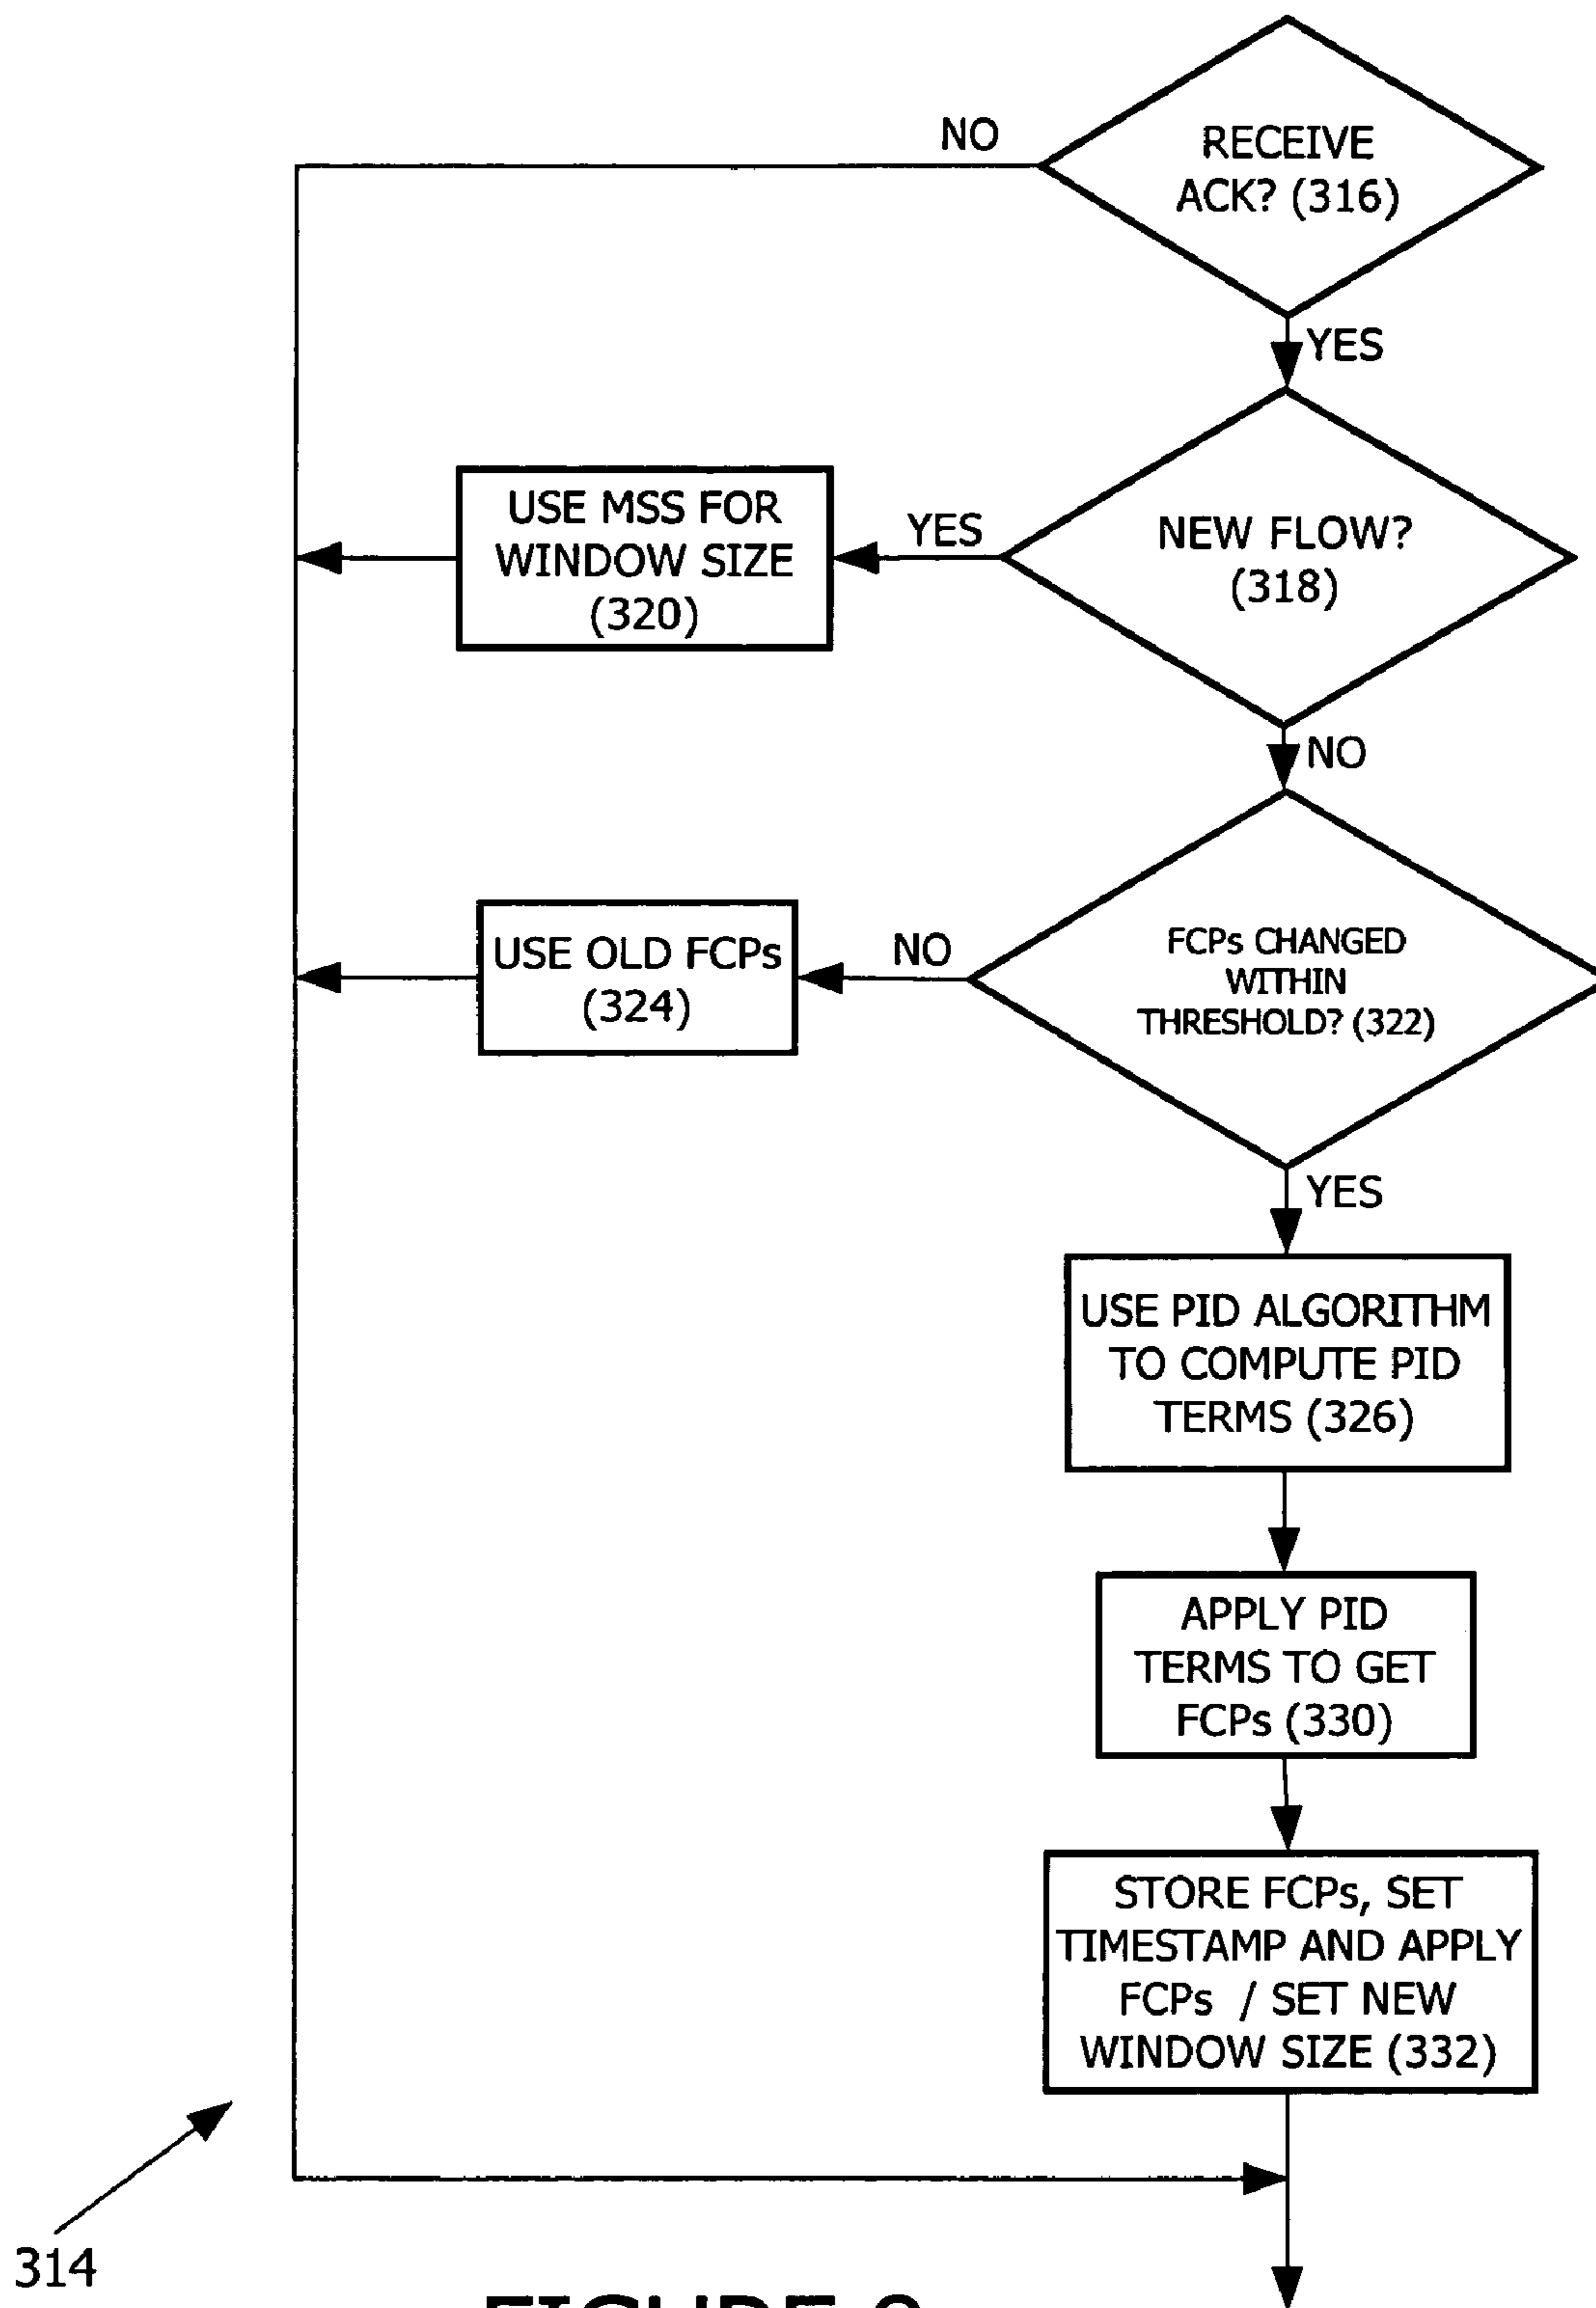 NO
RECEIVE
ACK? (316)
YES
NEW FLOW?
(318)
YES
USE MSS FOR
WINDOW SIZE
(320)
NO
FCPs CHANGED
WITHIN
THRESHOLD? (322)
NO
USE OLD FCPs
(324)
YES
USE PID ALGORITHM
TO COMPUTE PID
TERMS (326)
APPLY PID
TERMS TO GET
FCPs (330)
STORE FCPs, SET
TIMESTAMP AND APPLY
FCPs / SET NEW
WINDOW SIZE (332)
314
FIGURE